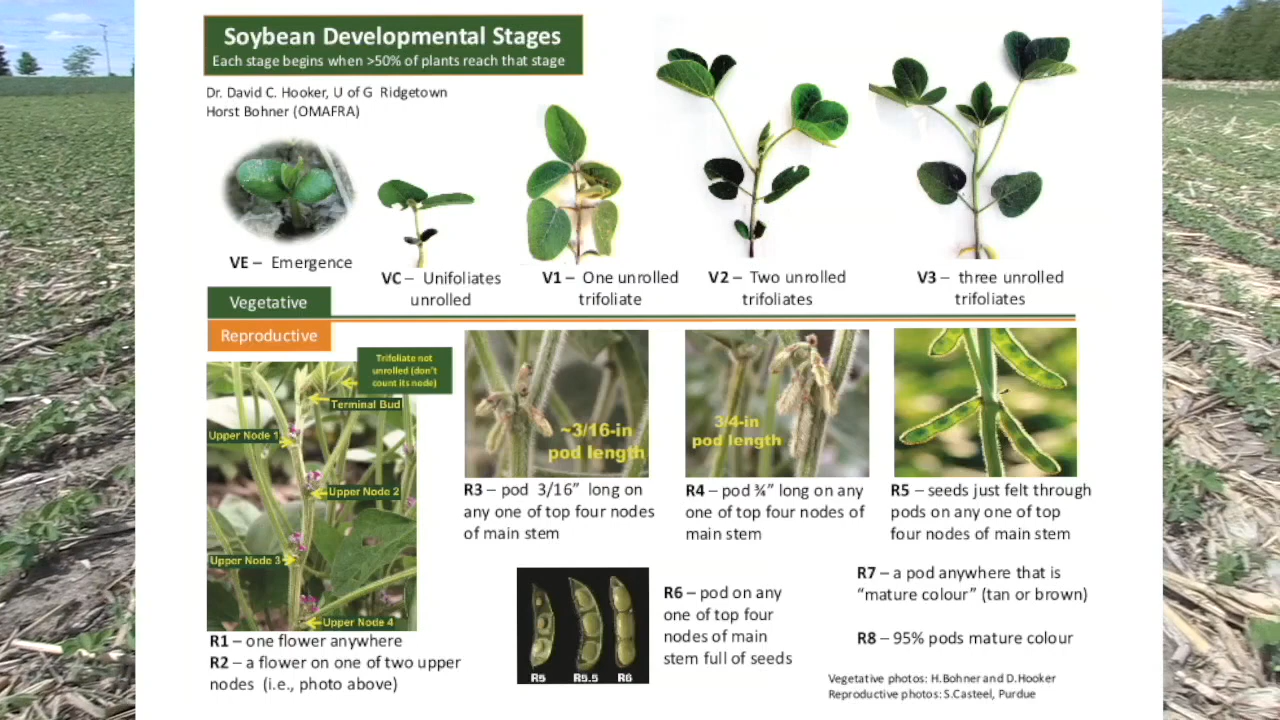 Soybean Developmental Stages
Each stage begins when >50% of plants reach that stage
Dr. David C. Hooker, U of G Ridgetown
Horst Bohner (OMAFRA)
VE – Emergence
VC – Unifoliates
unrolled
V1 – One unrolled
trifoliate
V2 – Two unrolled
trifoliates
V3 – three unrolled
trifoliates
Vegetative
Reproductive
Trifoliate not
unrolled (don't
count its node)
Terminal Bud
Upper Node 1
Upper Node 2
Upper Node 3
Upper Node 4
R1 – one flower anywhere
R2 – a flower on one of two upper
nodes (i.e., photo above)
~3/16-in
pod length
R3 – pod 3/16” long on
any one of top four nodes
of main stem
3/4-in
pod length
R4 – pod ¾” long on any
one of top four nodes of
main stem
R5 – seeds just felt through
pods on any one of top
four nodes of main stem
R5 R5.5 R6
R6 – pod on any
one of top four
nodes of main
stem full of seeds
R7 – a pod anywhere that is
“mature colour” (tan or brown)
R8 – 95% pods mature colour
Vegetative photos: H.Bohner and D.Hooker
Reproductive photos: S.Casteel, Purdue